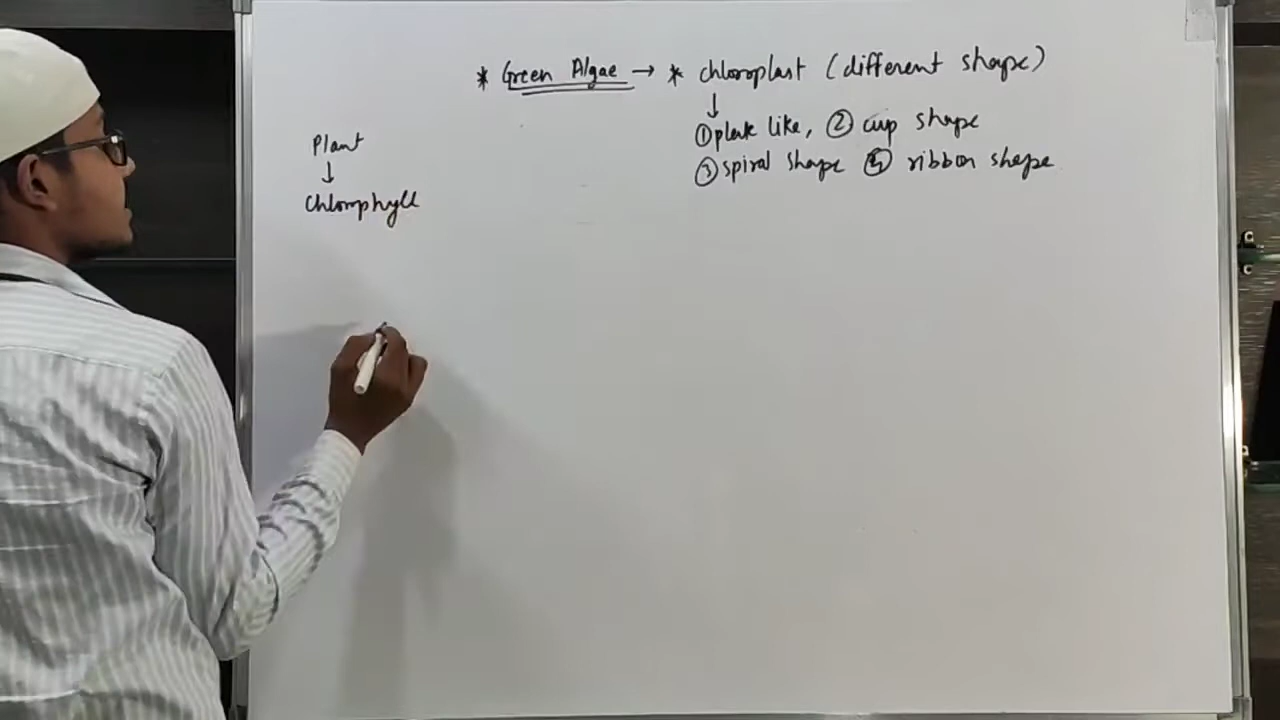 * Green Algae → * chloroplast (different shape)
↓
① plate like, ② cup shape
③ spiral shape ④ ribbon shape
Plant
↓
Chlorophyll